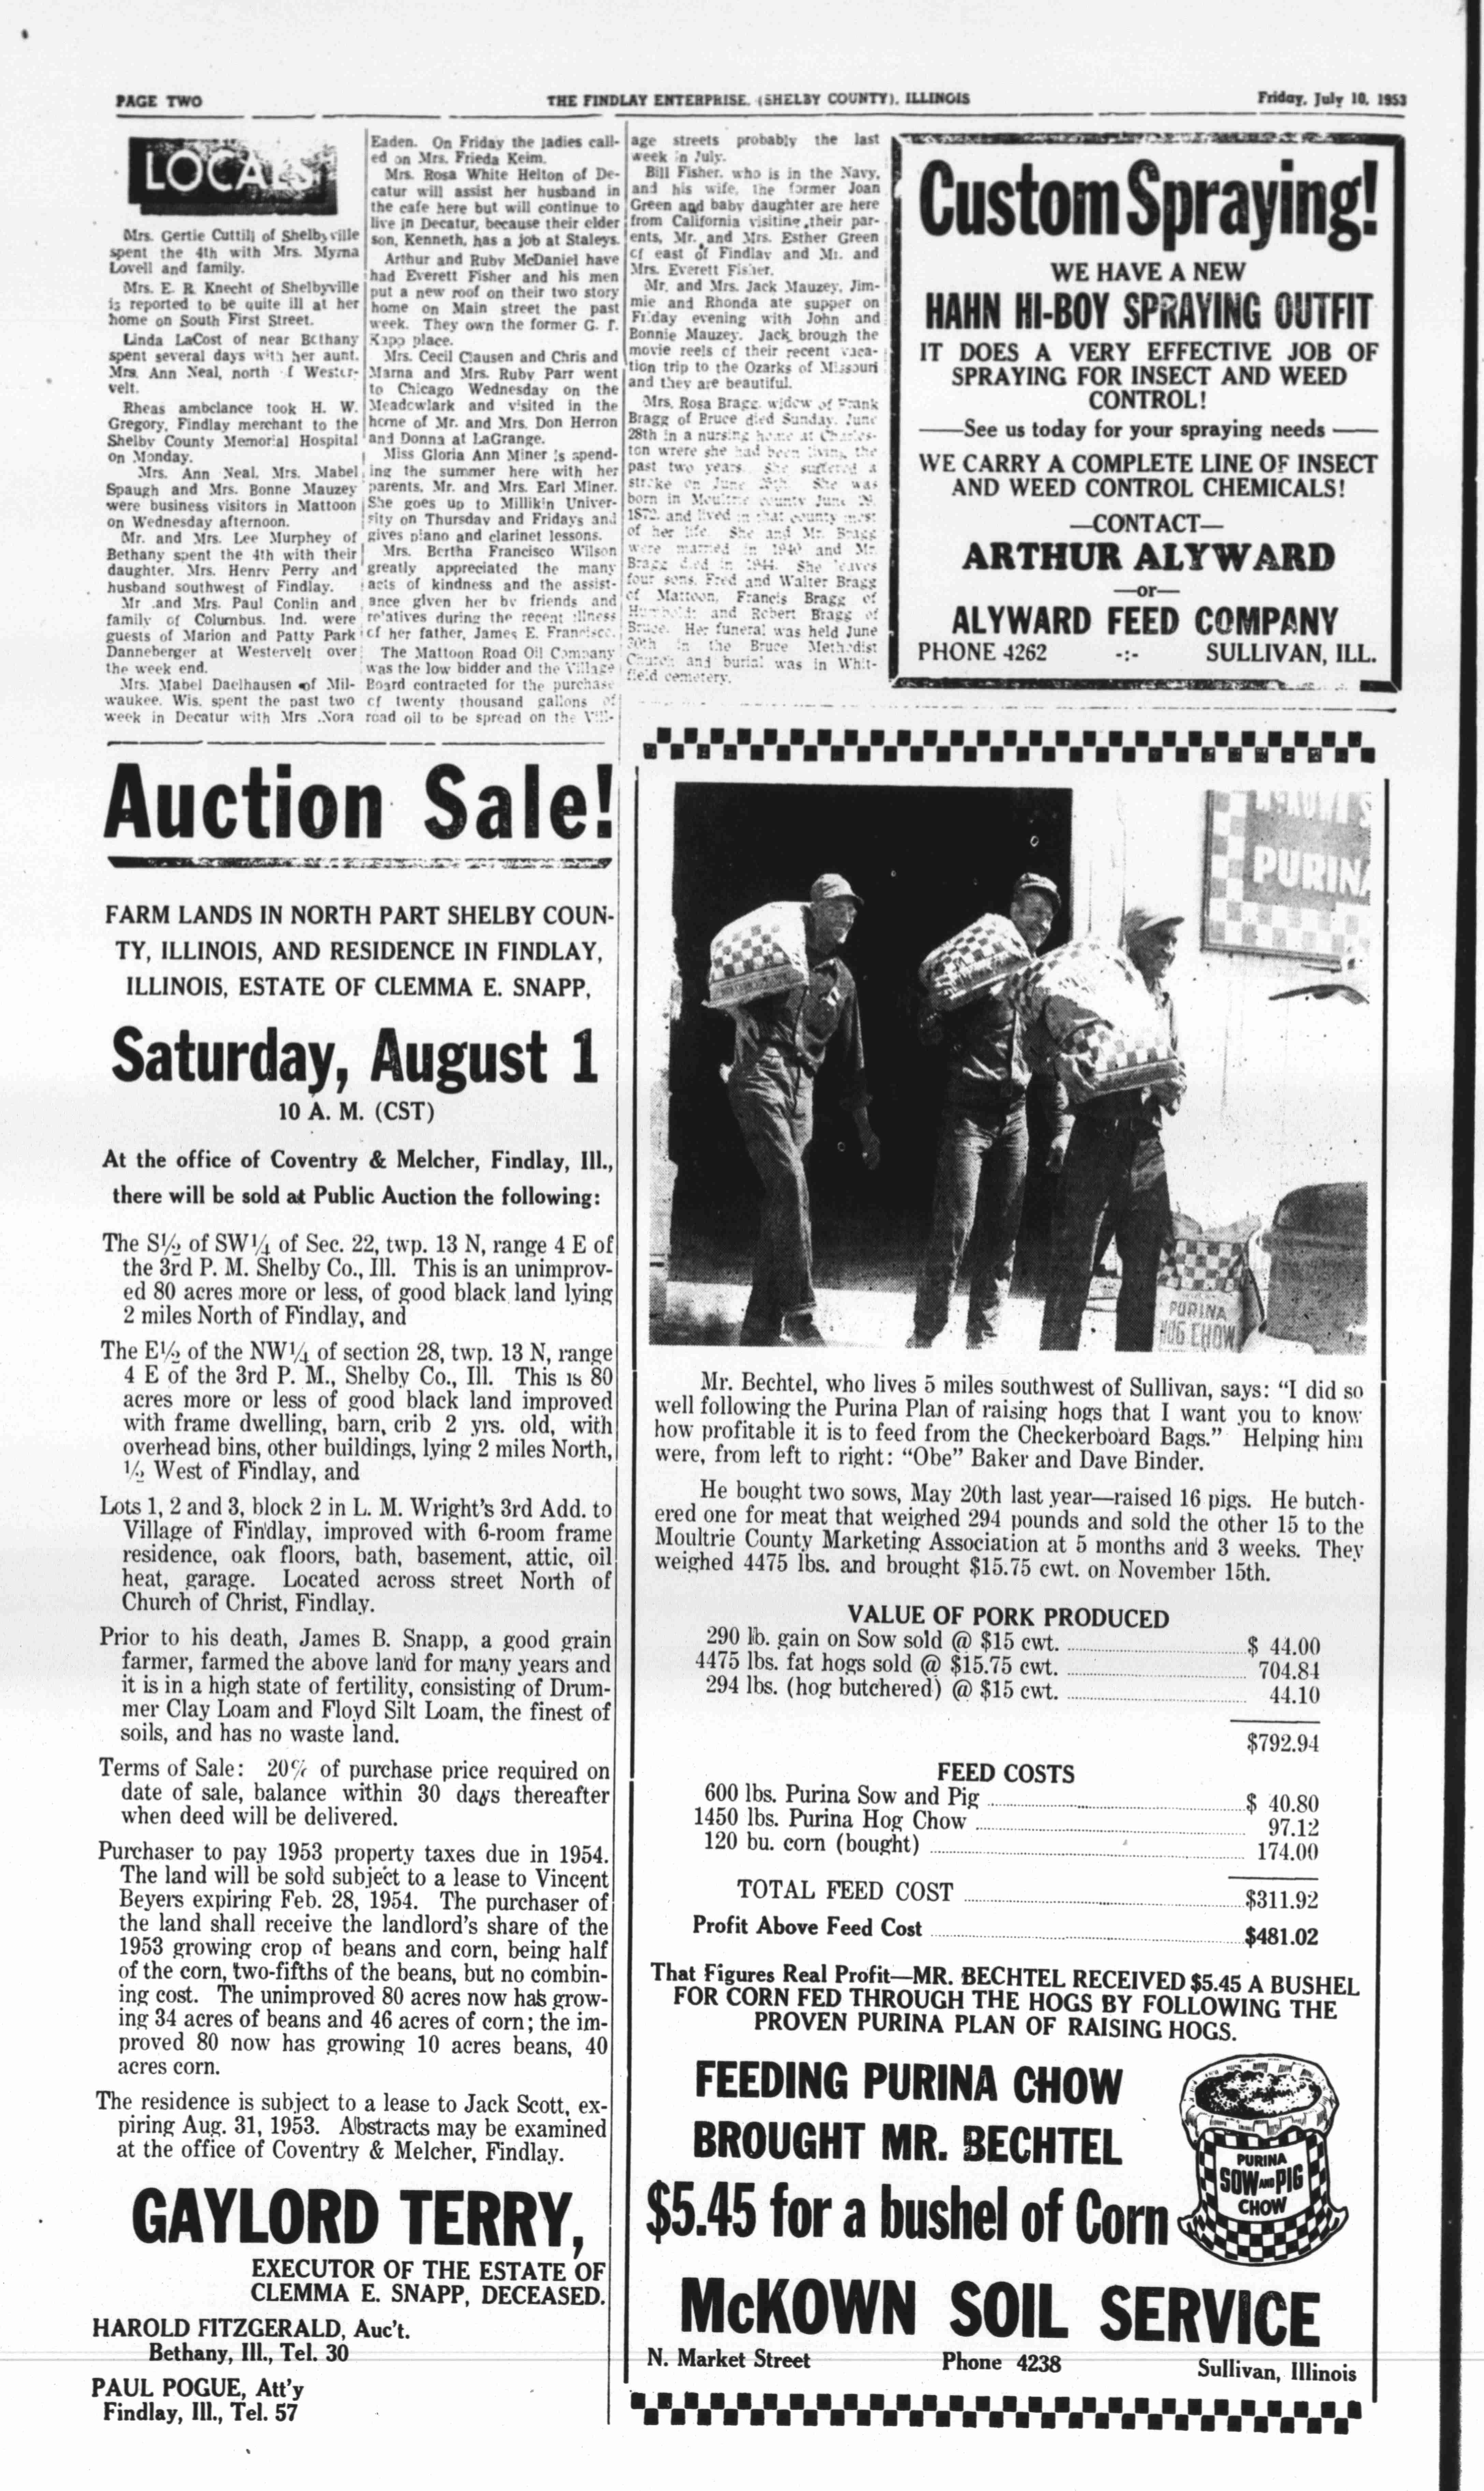 PAGE TWO
THE FINDLAY ENTERPRISE, (SHELBY COUNTY), ILLINOIS
Friday, July 10, 1953
LOCALS
Mrs. Gertie Cuttill of Shelbyville
spent the 4th with Mrs. Myrna
Lovell and family.
Mrs. E. R. Knecht of Shelbyville
is reported to be quite ill at her
home on South First Street.
Linda LaCost of near Bethany
spent several days with her aunt,
Mrs. Ann Neal, north of Wester-
velt.
Rheas ambclance took H. W.
Gregory, Findlay merchant to the
Shelby County Memorial Hospital
on Monday.
Mrs. Ann Neal, Mrs. Mabel
Spaugh and Mrs. Bonne Mauzey
were business visitors in Mattoon
on Wednesday afternoon.
Mr. and Mrs. Lee Murphey of
Bethany spent the 4th with their
daughter, Mrs. Henry Perry and
husband southwest of Findlay.
Mr .and Mrs. Paul Conlin and
family of Columbus, Ind. were
guests of Marion and Patty Park
Danneberger at Westervelt over
the week end.
Mrs. Mabel Daelhausen of Mil-
waukee, Wis. spent the past two
week in Decatur with Mrs .Nora
Eaden. On Friday the ladies call-
ed on Mrs. Frieda Keim.
Mrs. Rosa White Helton of De-
catur will assist her husband in
the cafe here but will continue to
live in Decatur, because their elder
son, Kenneth, has a job at Staleys.
Arthur and Ruby McDaniel have
had Everett Fisher and his men
put a new roof on their two story
home on Main street the past
week. They own the former G. T.
Kapp place.
Mrs. Cecil Clausen and Chris and
Marna and Mrs. Ruby Parr went
to Chicago Wednesday on the
Meadowlark and visited in the
home of Mr. and Mrs. Don Herron
and Donna at LaGrange.
Miss Gloria Ann Miner is spend-
ing the summer here with her
parents, Mr. and Mrs. Earl Miner.
She goes up to Millikin Univer-
sity on Thursday and Fridays and
gives piano and clarinet lessons.
Mrs. Bertha Francisco Wilson
greatly appreciated the many
acts of kindness and the assist-
ance given her by friends and
relatives during the recent illness
of her father, James E. Francisco.
The Mattoon Road Oil Company
was the low bidder and the Village
Board contracted for the purchase
of twenty thousand gallons of
road oil to be spread on the Vill-
age streets probably the last
week in July.
Bill Fisher, who is in the Navy,
and his wife, the former Joan
Green and baby daughter are here
from California visiting their par-
ents, Mr. and Mrs. Esther Green
of east of Findlay and Mr. and
Mrs. Everett Fisher.
Mr. and Mrs. Jack Mauzey, Jim-
mie and Rhonda ate supper on
Friday evening with John and
Bonnie Mauzey. Jack brough the
movie reels of their recent vaca-
tion trip to the Ozarks of Missouri
and they are beautiful.
Mrs. Rosa Bragg, widow of Frank
Bragg of Bruce died Sunday, June
28th in a nursing home at Charles-
ton wrere she had been living the
past two years. She suffered a
stroke on June She was
born in Moultrie county June
1872, and lived in that county most
of her life. She and Mr. Bragg
were married in 1940 and Mr.
Bragg died in 1944. She leaves
four sons, Fred and Walter Bragg
of Mattoon, Francis Bragg of
Humboldt and Robert Bragg of
Bruce. Her funeral was held June
30th in the Bruce Methodist
Church and burial was in Whit-
field cemetery.
Custom Spraying!
WE HAVE A NEW
HAHN HI-BOY SPRAYING OUTFIT
IT DOES A VERY EFFECTIVE JOB OF
SPRAYING FOR INSECT AND WEED
CONTROL!
—See us today for your spraying needs—
WE CARRY A COMPLETE LINE OF INSECT
AND WEED CONTROL CHEMICALS!
—CONTACT—
ARTHUR ALYWARD
—or—
ALYWARD FEED COMPANY
PHONE 4262 -:- SULLIVAN, ILL.
Auction Sale!
FARM LANDS IN NORTH PART SHELBY COUN-
TY, ILLINOIS, AND RESIDENCE IN FINDLAY,
ILLINOIS, ESTATE OF CLEMMA E. SNAPP,
Saturday, August 1
10 A. M. (CST)
At the office of Coventry & Melcher, Findlay, Ill.,
there will be sold at Public Auction the following:
The S½ of SW¼ of Sec. 22, twp. 13 N, range 4 E of
the 3rd P. M. Shelby Co., Ill. This is an unimprov-
ed 80 acres more or less, of good black land lying
2 miles North of Findlay, and
The E½ of the NW¼ of section 28, twp. 13 N, range
4 E of the 3rd P. M., Shelby Co., Ill. This is 80
acres more or less of good black land improved
with frame dwelling, barn, crib 2 yrs. old, with
overhead bins, other buildings, lying 2 miles North,
½ West of Findlay, and
Lots 1, 2 and 3, block 2 in L. M. Wright's 3rd Add. to
Village of Findlay, improved with 6-room frame
residence, oak floors, bath, basement, attic, oil
heat, garage. Located across street North of
Church of Christ, Findlay.
Prior to his death, James B. Snapp, a good grain
farmer, farmed the above land for many years and
it is in a high state of fertility, consisting of Drum-
mer Clay Loam and Floyd Silt Loam, the finest of
soils, and has no waste land.
Terms of Sale: 20% of purchase price required on
date of sale, balance within 30 days thereafter
when deed will be delivered.
Purchaser to pay 1953 property taxes due in 1954.
The land will be sold subject to a lease to Vincent
Beyers expiring Feb. 28, 1954. The purchaser of
the land shall receive the landlord's share of the
1953 growing crop of beans and corn, being half
of the corn, two-fifths of the beans, but no combin-
ing cost. The unimproved 80 acres now has grow-
ing 34 acres of beans and 46 acres of corn; the im-
proved 80 now has growing 10 acres beans, 40
acres corn.
The residence is subject to a lease to Jack Scott, ex-
piring Aug. 31, 1953. Abstracts may be examined
at the office of Coventry & Melcher, Findlay.
GAYLORD TERRY,
EXECUTOR OF THE ESTATE OF
CLEMMA E. SNAPP, DECEASED.
HAROLD FITZGERALD, Auc't.
Bethany, Ill., Tel. 30
PAUL POGUE, Att'y
Findlay, Ill., Tel. 57
PURINA
PURINA
HOG CHOW
Mr. Bechtel, who lives 5 miles southwest of Sullivan, says: "I did so
well following the Purina Plan of raising hogs that I want you to know
how profitable it is to feed from the Checkerboard Bags." Helping him
were, from left to right: "Obe" Baker and Dave Binder.
He bought two sows, May 20th last year—raised 16 pigs. He butch-
ered one for meat that weighed 294 pounds and sold the other 15 to the
Moultrie County Marketing Association at 5 months and 3 weeks. They
weighed 4475 lbs. and brought $15.75 cwt. on November 15th.
VALUE OF PORK PRODUCED
290 lb. gain on Sow sold @ $15 cwt. $ 44.00
4475 lbs. fat hogs sold @ $15.75 cwt. 704.84
294 lbs. (hog butchered) @ $15 cwt. 44.10
$792.94
FEED COSTS
600 lbs. Purina Sow and Pig $ 40.80
1450 lbs. Purina Hog Chow 97.12
120 bu. corn (bought) 174.00
TOTAL FEED COST $311.92
Profit Above Feed Cost $481.02
That Figures Real Profit—MR. BECHTEL RECEIVED $5.45 A BUSHEL
FOR CORN FED THROUGH THE HOGS BY FOLLOWING THE
PROVEN PURINA PLAN OF RAISING HOGS.
FEEDING PURINA CHOW
BROUGHT MR. BECHTEL
$5.45 for a bushel of Corn
PURINA
SOW AND PIG
CHOW
McKOWN SOIL SERVICE
N. Market Street Phone 4238 Sullivan, Illinois